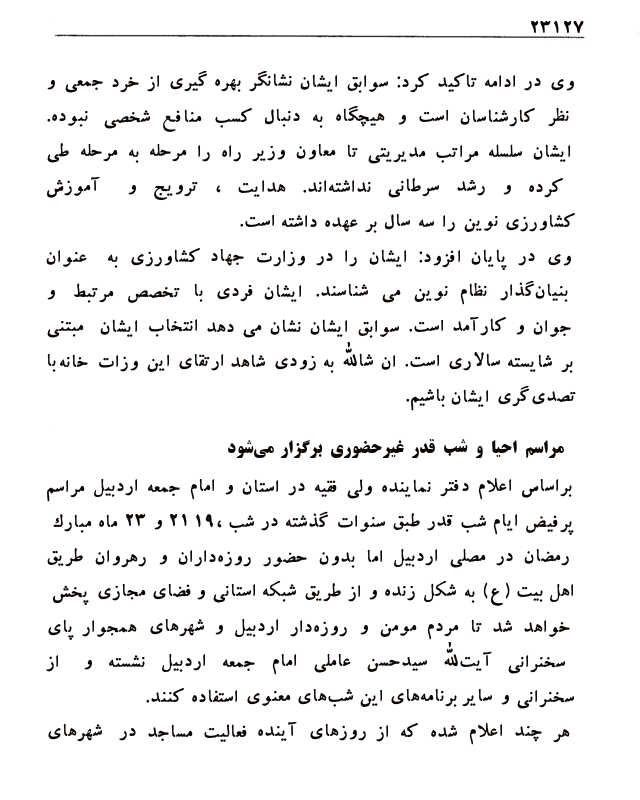 ۲۳۱۲۷
وی در ادامه تاکید کرد: سوابق ایشان نشانگر بهره گیری از خرد جمعی و
نظر کارشناسان است و هیچگاه به دنبال کسب منافع شخصی نبوده.
ایشان سلسله مراتب مدیریتی تا معاون وزیر راه را مرحله به مرحله طی
کرده و رشد سرطانی نداشته‌اند. هدایت ، ترویج و آموزش
کشاورزی نوین را سه سال بر عهده داشته است.
وی در پایان افزود: ایشان را در وزارت جهاد کشاورزی به عنوان
بنیان‌گذار نظام نوین می شناسند. ایشان فردی با تخصص مرتبط و
جوان و کارآمد است. سوابق ایشان نشان می دهد انتخاب ایشان مبتنی
بر شایسته سالاری است. ان شالله به زودی شاهد ارتقای این وزات خانه با
تصدی‌گری ایشان باشیم.
مراسم احیا و شب قدر غیرحضوری برگزار می‌شود
براساس اعلام دفتر نماینده ولی فقیه در استان و امام جمعه اردبیل مراسم
پرفیض ایام شب قدر طبق سنوات گذشته در شب ،۱۹ ۲۱ و ۲۳ ماه مبارك
رمضان در مصلی اردبیل اما بدون حضور روزه‌داران و رهروان طریق
اهل بیت (ع) به شکل زنده و از طریق شبکه استانی و فضای مجازی پخش
خواهد شد تا مردم مومن و روزه‌دار اردبیل و شهرهای همجوار پای
سخنرانی آیت‌لله سیدحسن عاملی امام جمعه اردبیل نشسته و از
سخنرانی و سایر برنامه‌های این شب‌های معنوی استفاده کنند.
هر چند اعلام شده که از روزهای آینده فعالیت مساجد در شهرهای